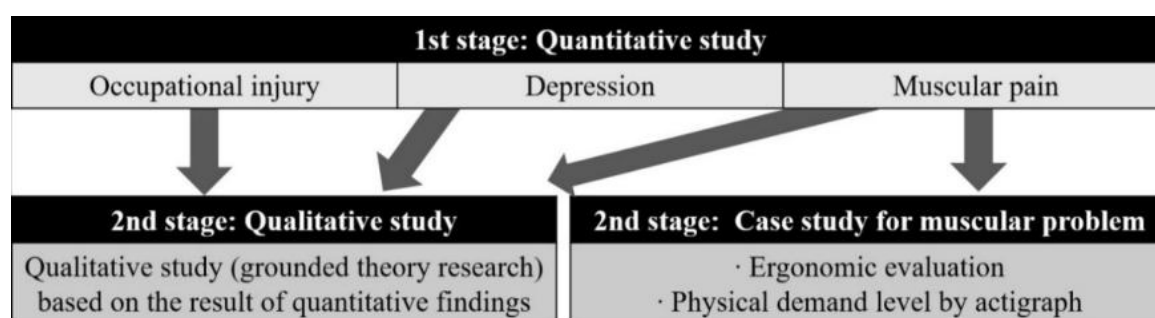 1st stage: Quantitative study
Occupational injury
Depression
Muscular pain
2nd stage: Qualitative study
Qualitative study (grounded theory research)
based on the result of quantitative findings
2nd stage: Case study for muscular problem
· Ergonomic evaluation
· Physical demand level by actigraph